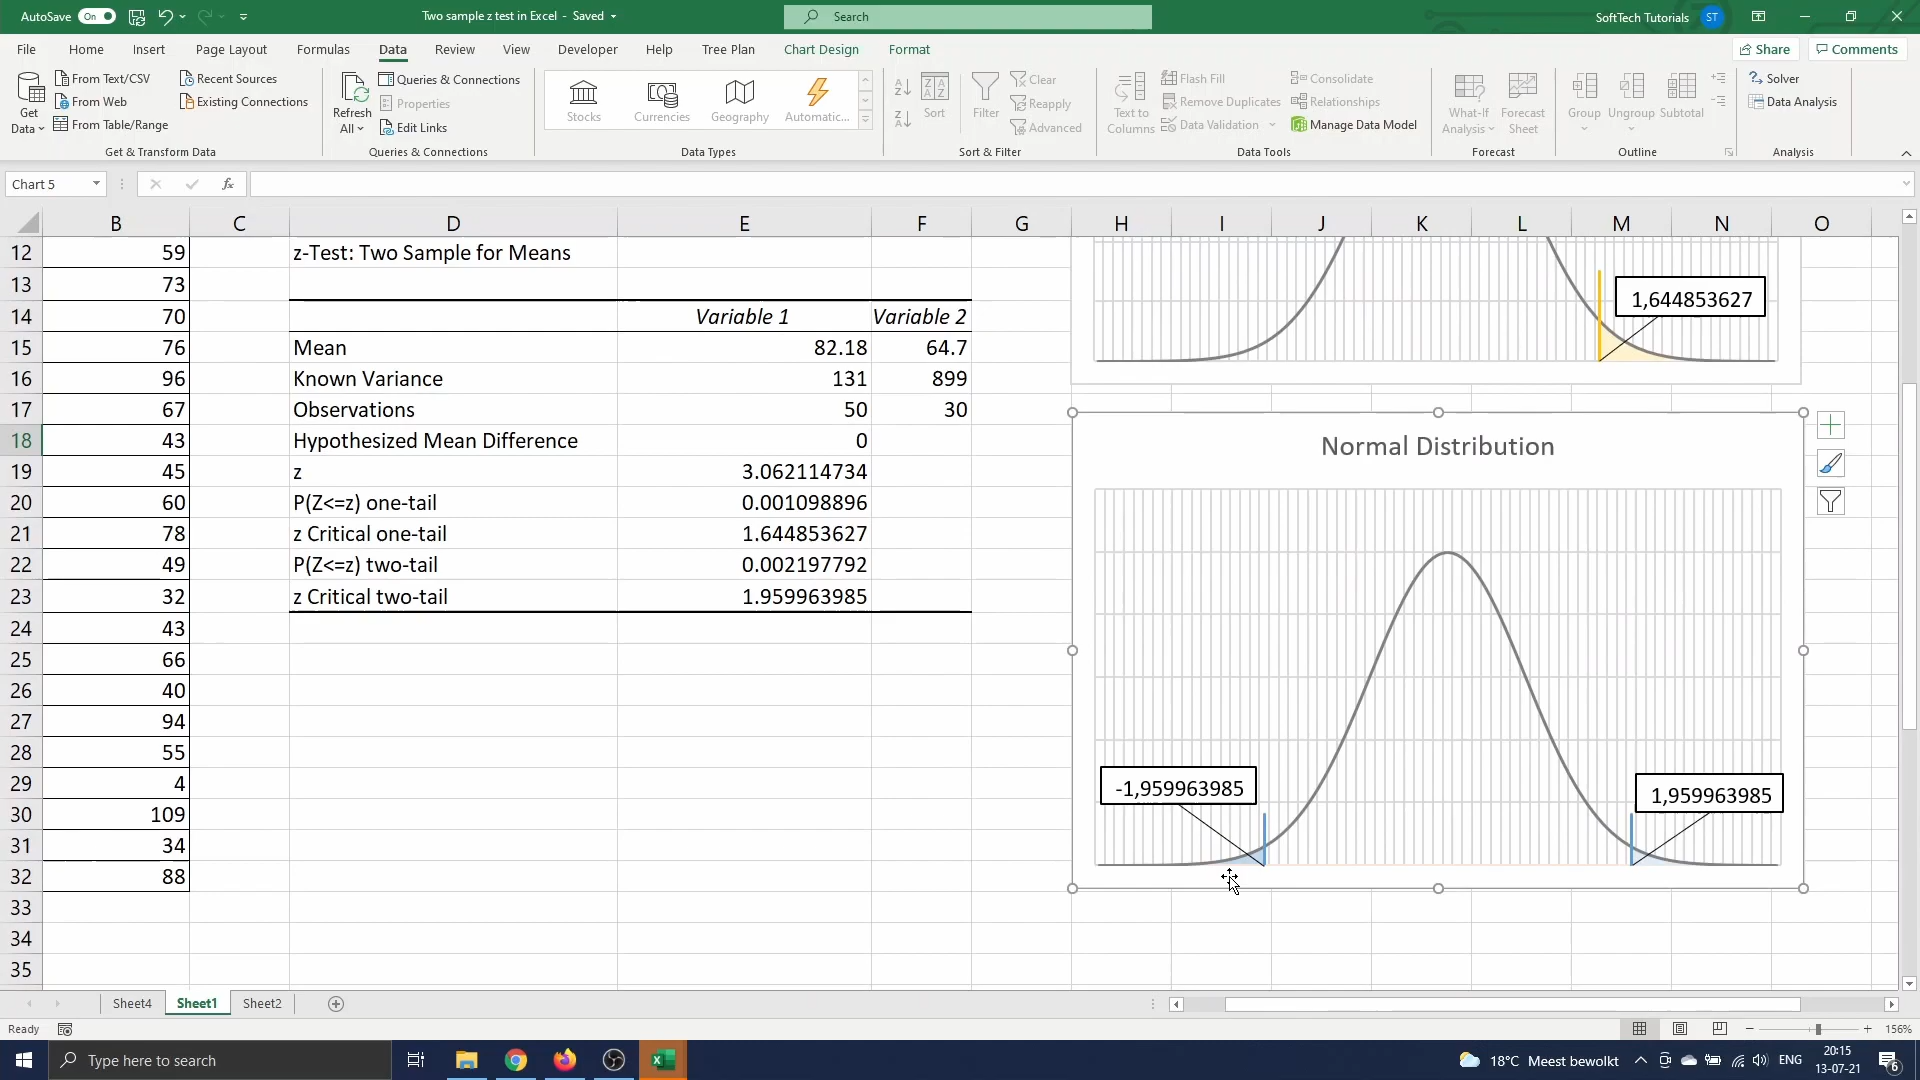 AutoSave On Two sample z test in Excel - Saved Search SoftTech Tutorials ST
File Home Insert Page Layout Formulas Data Review View Developer Help Tree Plan Chart Design Format Share Comments
Get Data
From Text/CSV
From Web
From Table/Range
Recent Sources
Existing Connections
Get & Transform Data
Refresh All
Queries & Connections
Properties
Edit Links
Queries & Connections
Stocks Currencies Geography Automatic...
Data Types
Sort
Filter
Clear
Reapply
Advanced
Sort & Filter
Text to Columns
Flash Fill
Remove Duplicates
Data Validation
Consolidate
Relationships
Manage Data Model
Data Tools
What-If Analysis
Forecast Sheet
Forecast
Group Ungroup Subtotal
Outline
Solver
Data Analysis
Analysis
Chart 5 fx
B C D E F G H I J K L M N O
12 59 z-Test: Two Sample for Means
13 73
14 70 Variable 1 Variable 2
15 76 Mean 82.18 64.7
16 96 Known Variance 131 899
17 67 Observations 50 30
18 43 Hypothesized Mean Difference 0
19 45 z 3.062114734
20 60 P(Z<=z) one-tail 0.001098896
21 78 z Critical one-tail 1.644853627
22 49 P(Z<=z) two-tail 0.002197792
23 32 z Critical two-tail 1.959963985
24 43
25 66
26 40
27 94
28 55
29 4
30 109
31 34
32 88
33
34
35
1,644853627
Normal Distribution
-1,959963985
1,959963985
Sheet4 Sheet1 Sheet2
Ready 156%
Type here to search 18°C Meest bewolkt ENG 20:15
13-07-21 6